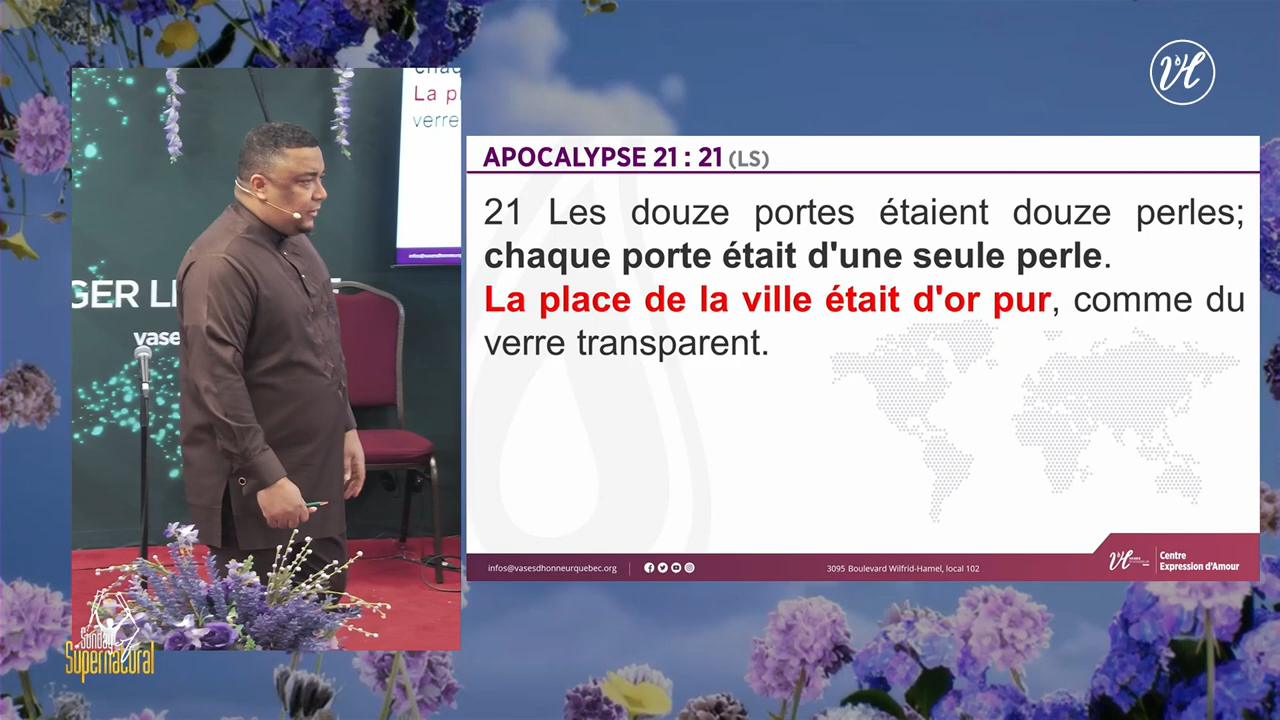 V'H
APOCALYPSE 21 : 21 (LS)
21 Les douze portes étaient douze perles;
chaque porte était d'une seule perle.
La place de la ville était d'or pur, comme du
verre transparent.
La p
verre
GER L
vase
infos@vasesdhonneurquebec.org
3095 Boulevard Wilfrid-Hamel, local 102
V'H
Centre
Expression d'Amour
Sunday
of
Supernatural